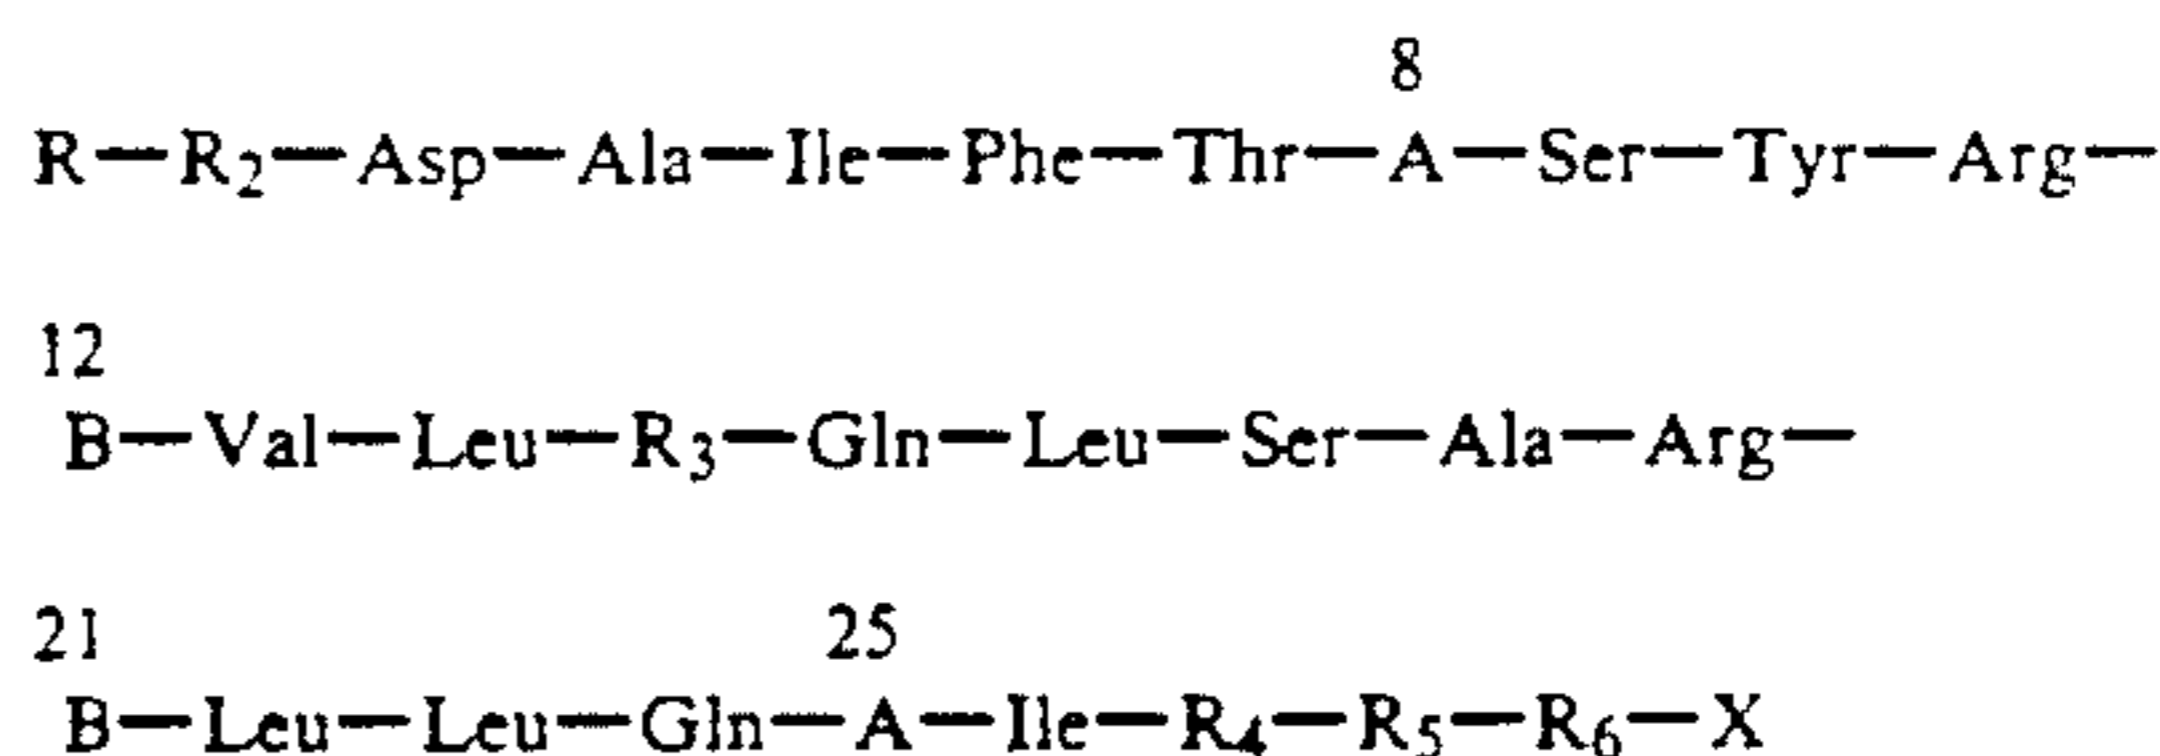 8
R—R₂—Asp—Ala—Ile—Phe—Thr—A—Ser—Tyr—Arg—
12
B—Val—Leu—R₃—Gln—Leu—Ser—Ala—Arg—
21 25
B—Leu—Leu—Gln—A—Ile—R₄—R₅—R₆—X